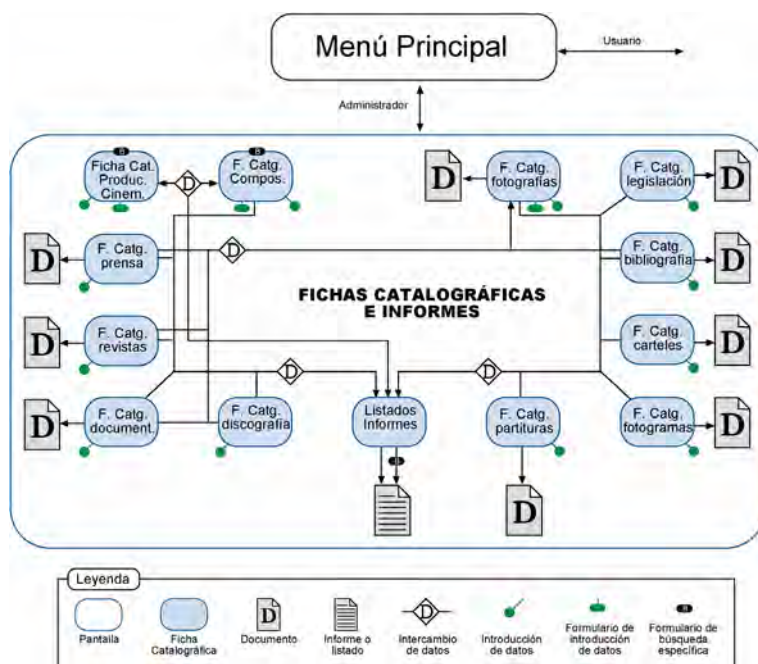 Menú Principal
Usuario
Administrador
B
B
Ficha Cat.
Produc.
Cinem.
D
F. Catg.
Compos.
D
F. Catg.
fotografías
F. Catg.
legislación
D
D
F. Catg.
prensa
D
F. Catg.
bibliografía
D
FICHAS CATALOGRÁFICAS
E INFORMES
D
F. Catg.
revistas
F. Catg.
carteles
D
D
D
D
F. Catg.
document.
F. Catg.
discografía
Listados
Informes
F. Catg.
partituras
F. Catg.
fotogramas
D
B
D
Leyenda
D
D
B
Pantalla
Ficha
Catalográfica
Documento
Informe o
listado
Intercambio
de datos
Introducción
de datos
Formulario de
introducción
de datos
Formulario de
búsqueda
específica